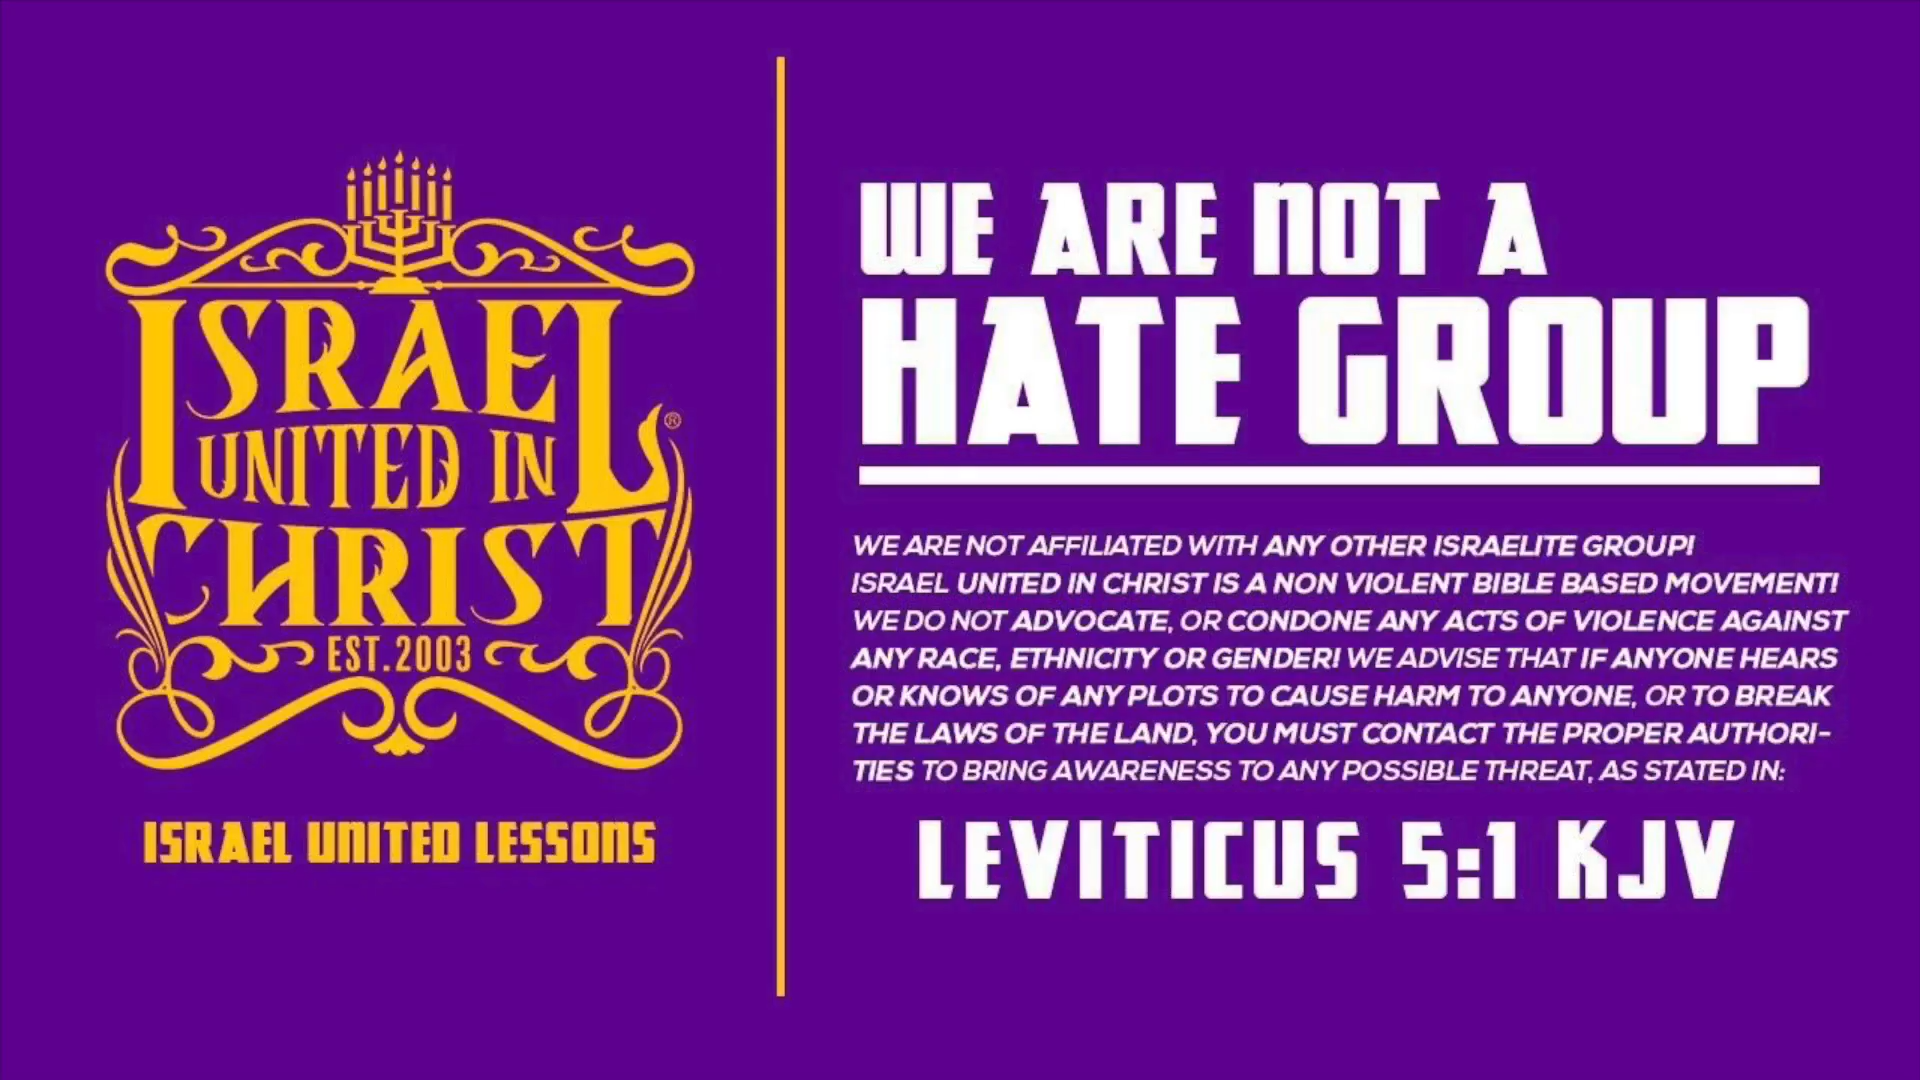 ISRAEL
UNITED IN
CHRIST
®
EST.2003
ISRAEL UNITED LESSONS
WE ARE NOT A
HATE GROUP
WE ARE NOT AFFILIATED WITH ANY OTHER ISRAELITE GROUP!
ISRAEL UNITED IN CHRIST IS A NON VIOLENT BIBLE BASED MOVEMENT!
WE DO NOT ADVOCATE, OR CONDONE ANY ACTS OF VIOLENCE AGAINST
ANY RACE, ETHNICITY OR GENDER! WE ADVISE THAT IF ANYONE HEARS
OR KNOWS OF ANY PLOTS TO CAUSE HARM TO ANYONE, OR TO BREAK
THE LAWS OF THE LAND, YOU MUST CONTACT THE PROPER AUTHORI-
TIES TO BRING AWARENESS TO ANY POSSIBLE THREAT, AS STATED IN:
LEVITICUS 5:1 KJV